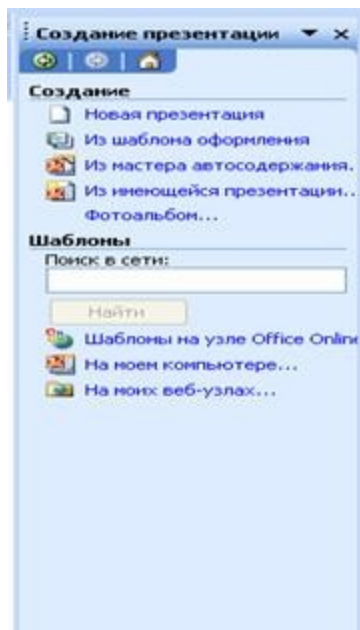 Создание презентации
Создание
Новая презентация
Из шаблона оформления
Из мастера автосодержания.
Из имеющейся презентации..
Фотоальбом...
Шаблоны
Поиск в сети:
Найти
Шаблоны на узле Office Online
На моем компьютере...
На моих веб-узлах...